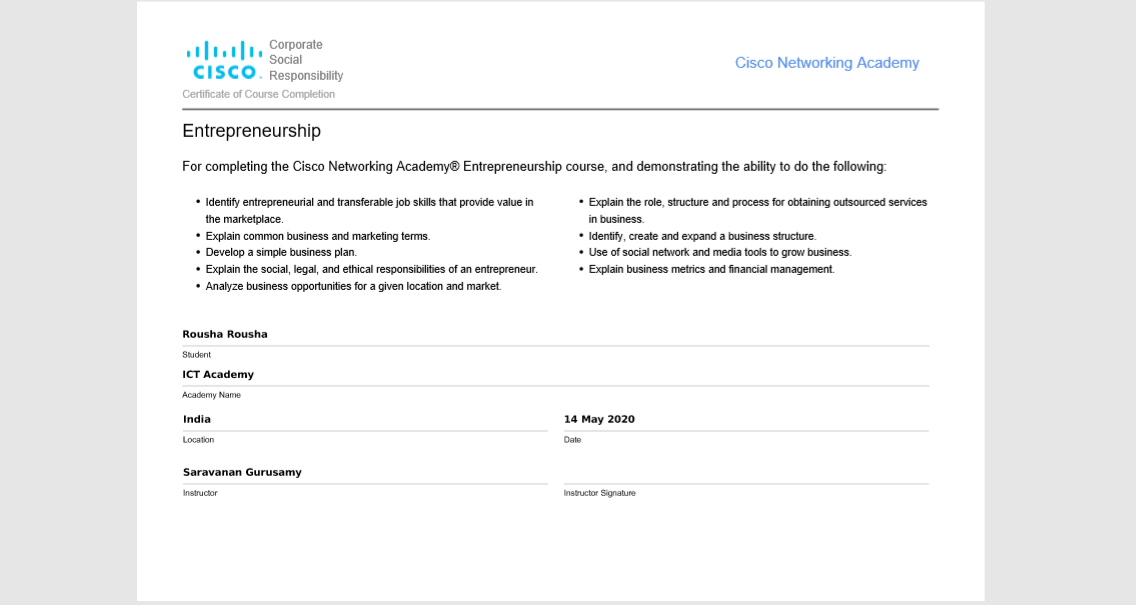 Corporate
Social
Responsibility
CISCO.
Cisco Networking Academy
Certificate of Course Completion
Entrepreneurship
For completing the Cisco Networking Academy® Entrepreneurship course, and demonstrating the ability to do the following:
• Identify entrepreneurial and transferable job skills that provide value in
the marketplace.
• Explain common business and marketing terms.
• Develop a simple business plan.
• Explain the social, legal, and ethical responsibilities of an entrepreneur.
• Analyze business opportunities for a given location and market.
• Explain the role, structure and process for obtaining outsourced services
in business.
• Identify, create and expand a business structure.
• Use of social network and media tools to grow business.
• Explain business metrics and financial management.
Rousha Rousha
Student
ICT Academy
Academy Name
India
Location
14 May 2020
Date
Saravanan Gurusamy
Instructor
Instructor Signature